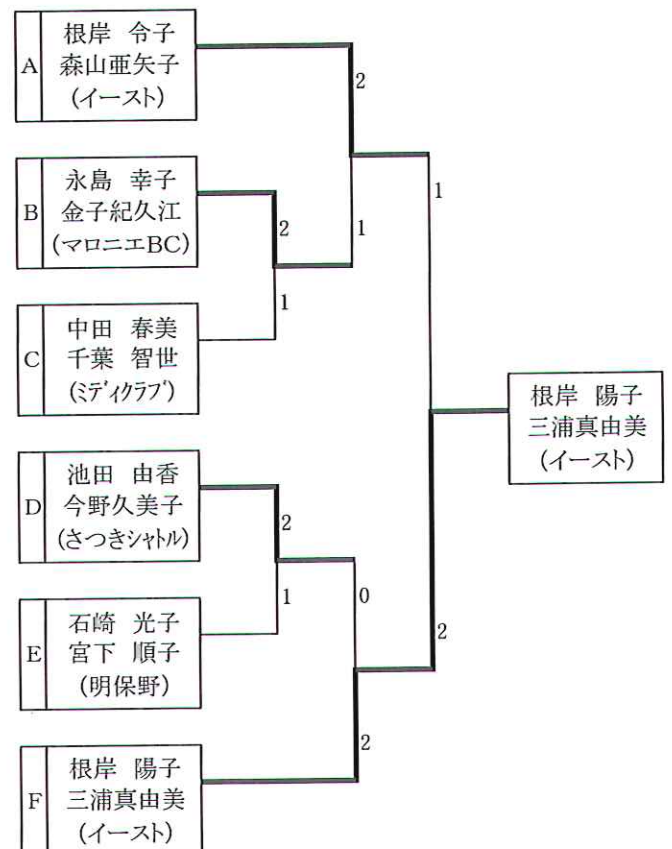 A
根岸 令子
森山亜矢子
(イースト)
2
B
永島 幸子
金子紀久江
(マロニエBC)
2
1
1
C
中田 春美
千葉 智世
(ミディクラブ)
1
根岸 陽子
三浦真由美
(イースト)
D
池田 由香
今野久美子
(さつきシャトル)
2
1
0
2
E
石崎 光子
宮下 順子
(明保野)
2
F
根岸 陽子
三浦真由美
(イースト)